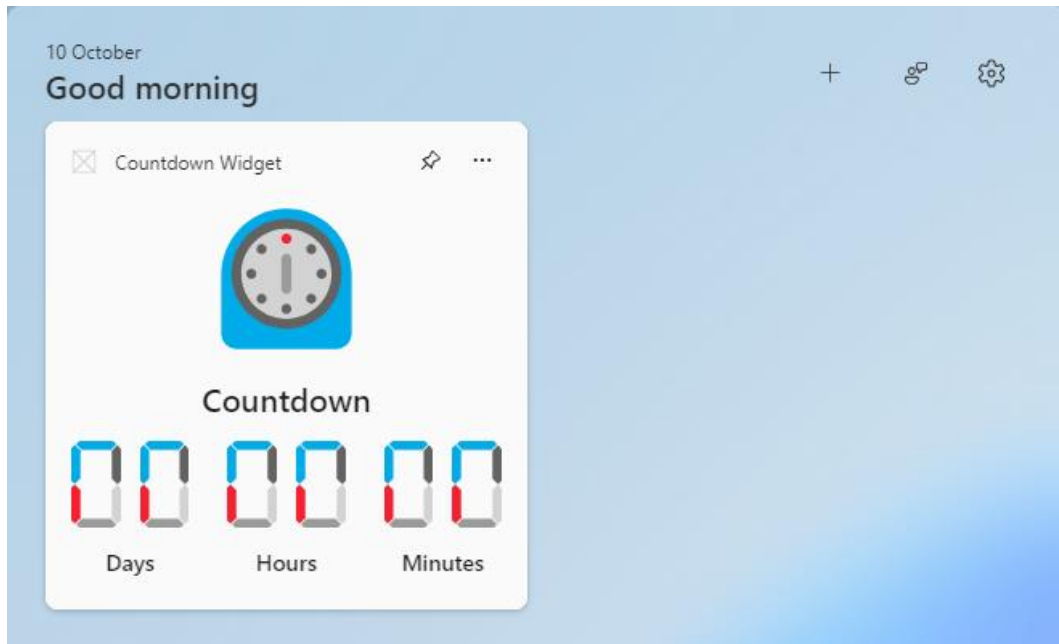 10 October
Good morning
Countdown Widget
Countdown
00 00 00
Days Hours Minutes